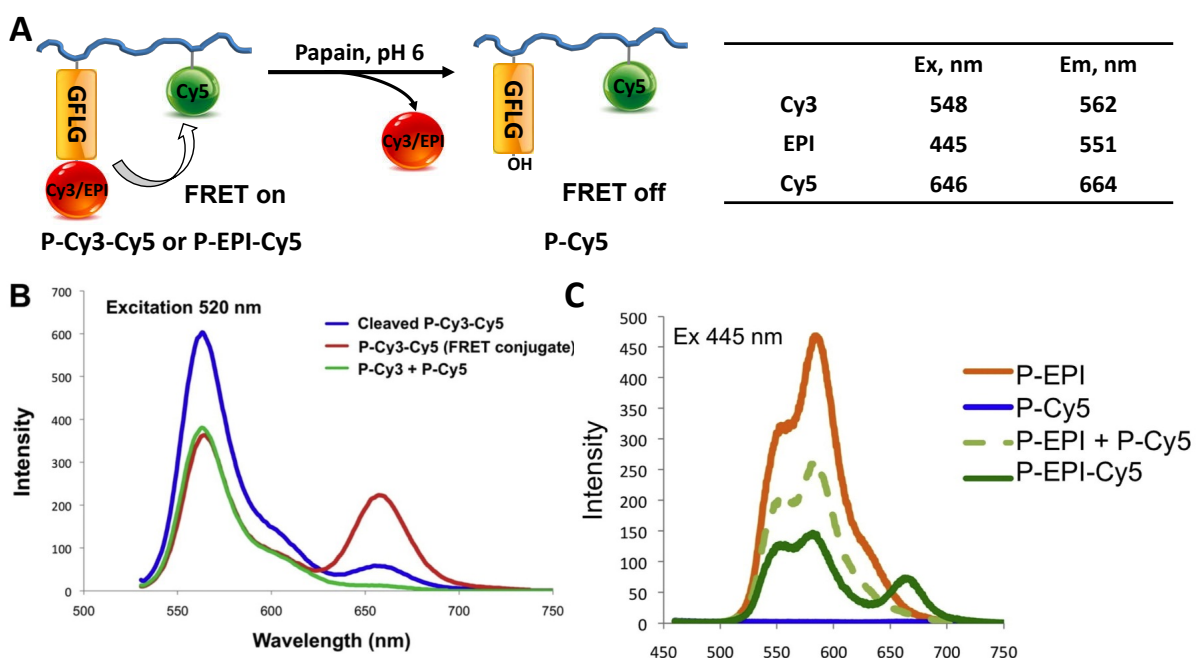 A
GFLG
Cy5
Cy3/EPI
FRET on
P-Cy3-Cy5 or P-EPI-Cy5
Papain, pH 6
Cy3/EPI
GFLG
OH
Cy5
FRET off
P-Cy5
Ex, nm Em, nm
Cy3 548 562
EPI 445 551
Cy5 646 664
B
Excitation 520 nm
Cleaved P-Cy3-Cy5
P-Cy3-Cy5 (FRET conjugate)
P-Cy3 + P-Cy5
Intensity
700
600
500
400
300
200
100
0
500 550 600 650 700 750
Wavelength (nm)
C
Ex 445 nm
P-EPI
P-Cy5
P-EPI + P-Cy5
P-EPI-Cy5
Intensity
500
450
400
350
300
250
200
150
100
50
0
450 500 550 600 650 700 750